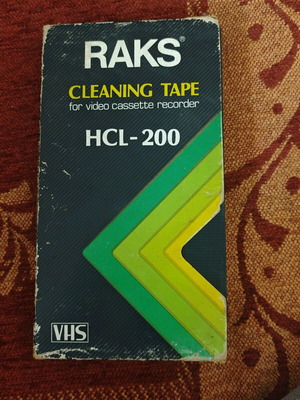 RAKS®
CLEANING TAPE
for video cassette recorder
HCL-200
VHS